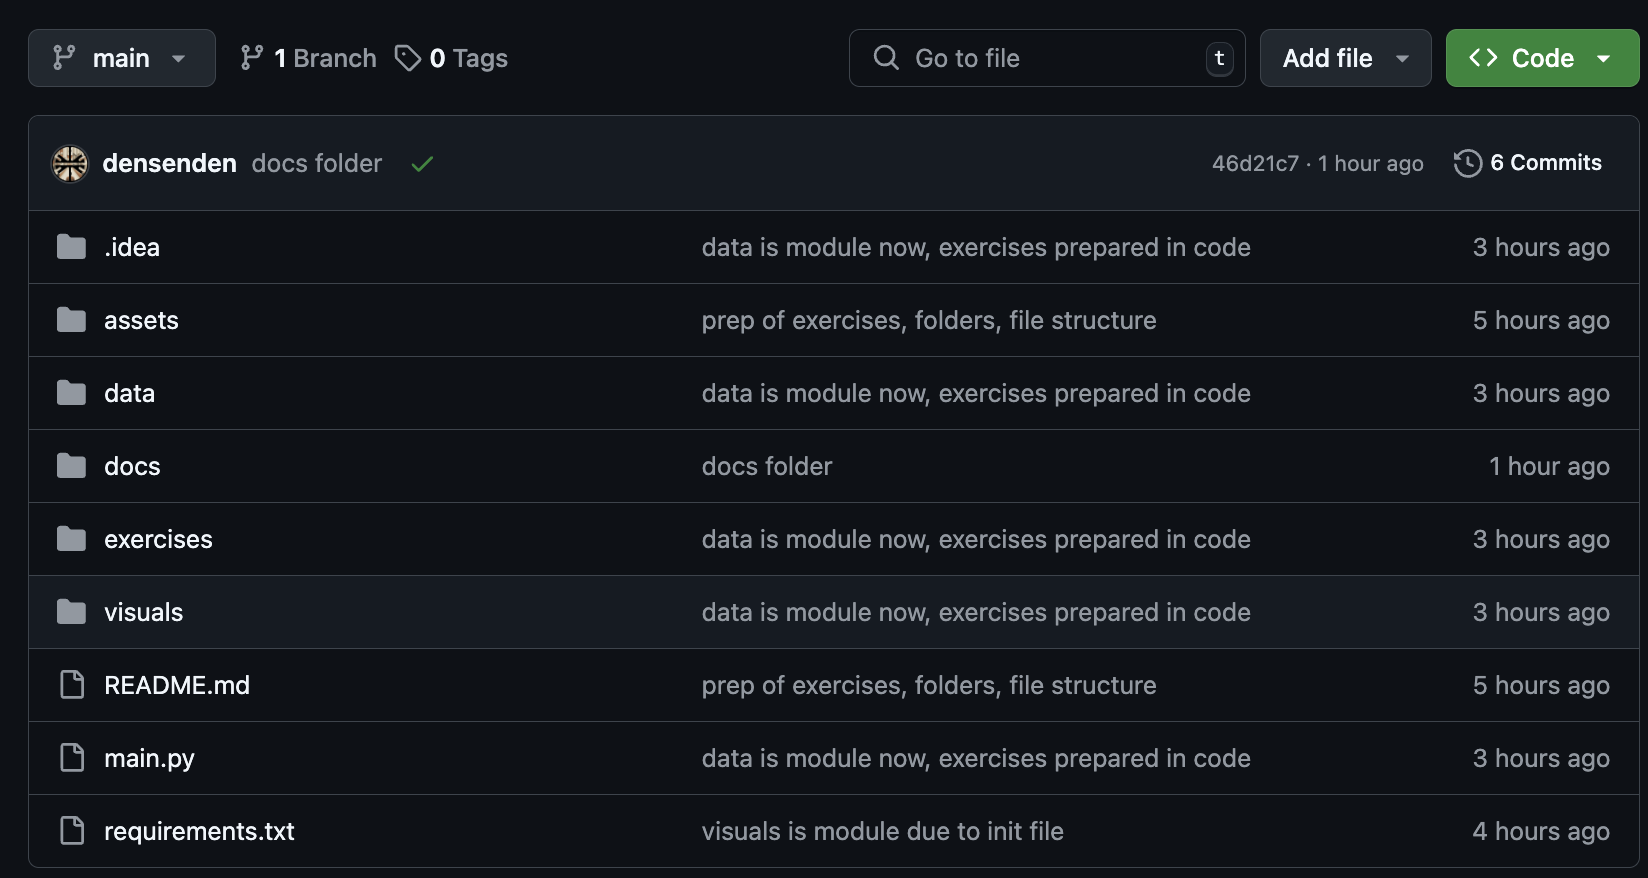 main 1 Branch 0 Tags Go to file t Add file <> Code
densenden docs folder 46d21c7 · 1 hour ago 6 Commits
.idea data is module now, exercises prepared in code 3 hours ago
assets prep of exercises, folders, file structure 5 hours ago
data data is module now, exercises prepared in code 3 hours ago
docs docs folder 1 hour ago
exercises data is module now, exercises prepared in code 3 hours ago
visuals data is module now, exercises prepared in code 3 hours ago
README.md prep of exercises, folders, file structure 5 hours ago
main.py data is module now, exercises prepared in code 3 hours ago
requirements.txt visuals is module due to init file 4 hours ago